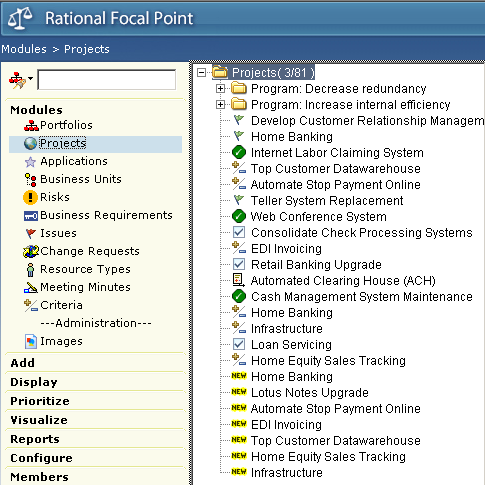 Rational Focal Point
Modules > Projects
Modules
Portfolios
Projects
Applications
Business Units
Risks
Business Requirements
Issues
Change Requests
Resource Types
Meeting Minutes
Criteria
---Administration---
Images
Add
Display
Prioritize
Visualize
Reports
Configure
Members
Projects( 3/81 )
Program: Decrease redundancy
Program: Increase internal efficiency
Develop Customer Relationship Managem
Home Banking
Internet Labor Claiming System
Top Customer Datawarehouse
Automate Stop Payment Online
Teller System Replacement
Web Conference System
Consolidate Check Processing Systems
EDI Invoicing
Retail Banking Upgrade
Automated Clearing House (ACH)
Cash Management System Maintenance
Home Banking
Infrastructure
Loan Servicing
Home Equity Sales Tracking
NEW Home Banking
NEW Lotus Notes Upgrade
NEW Automate Stop Payment Online
NEW EDI Invoicing
NEW Top Customer Datawarehouse
NEW Home Equity Sales Tracking
NEW Infrastructure